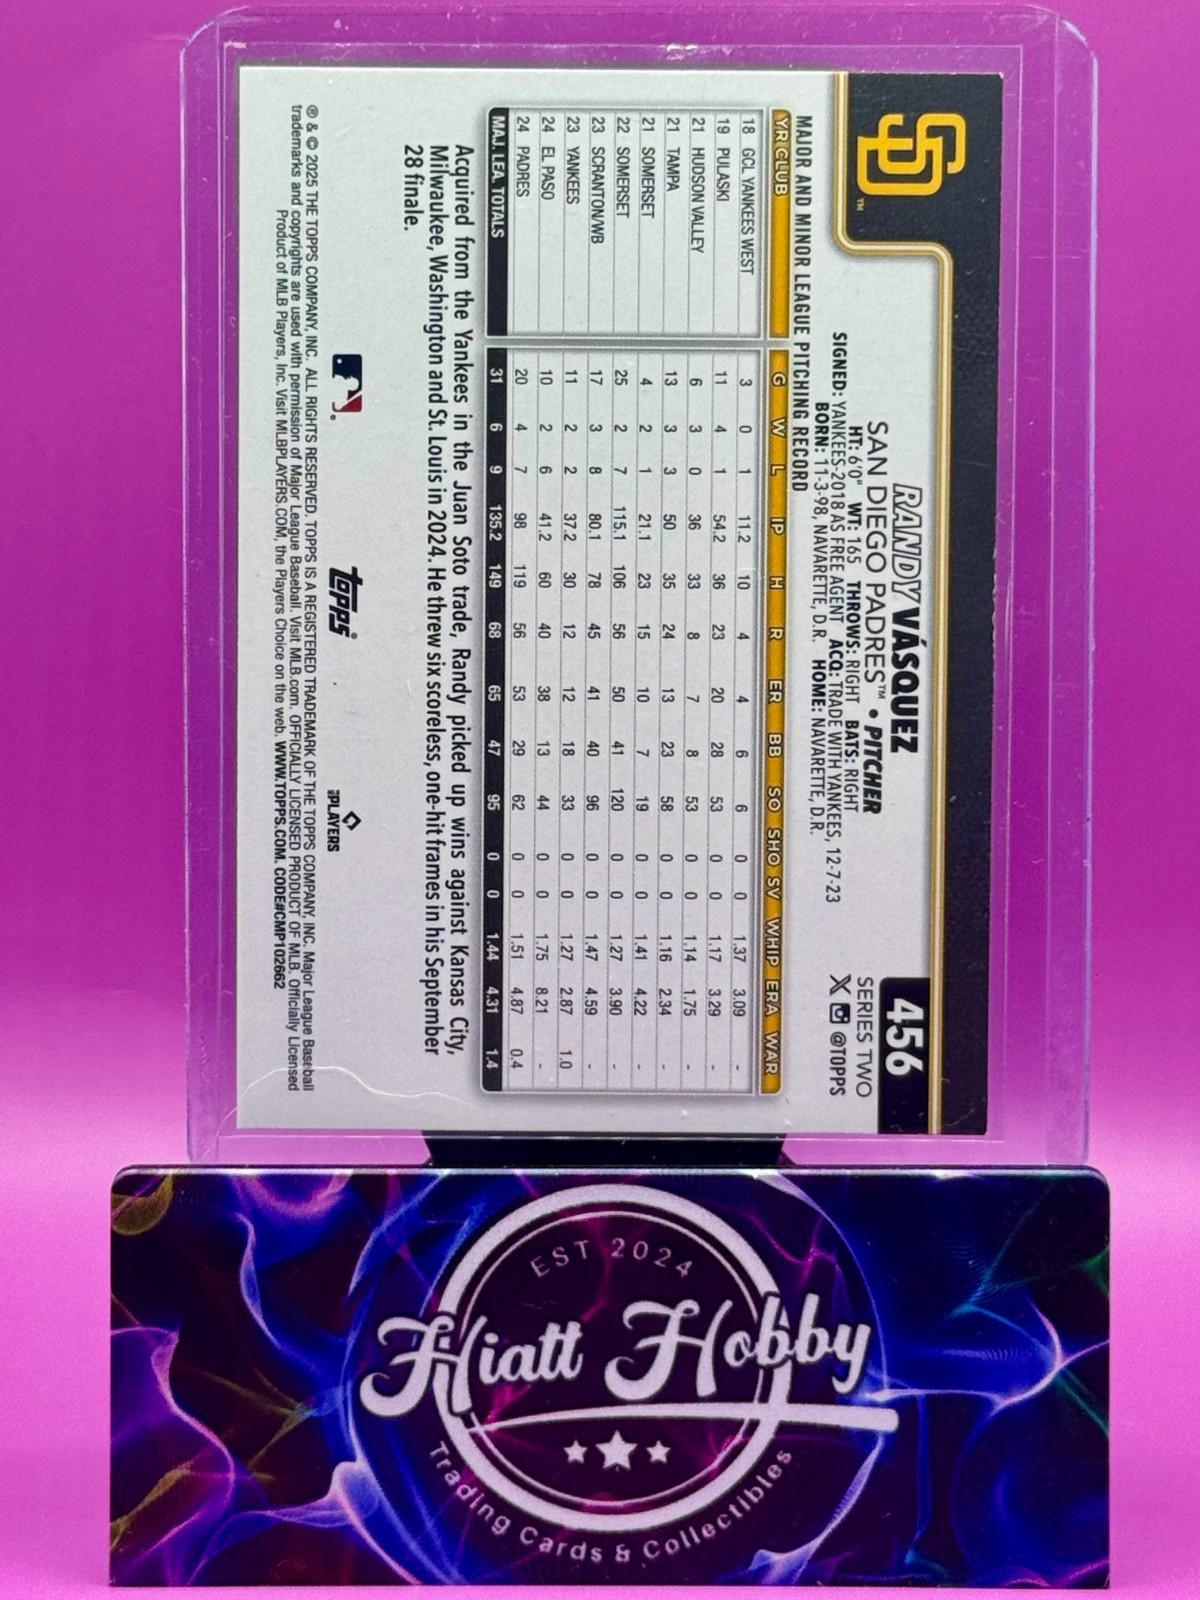 SD™
RANDY VÁSQUEZ
SAN DIEGO PADRES™ • PITCHER
HT: 6'0" WT: 165 THROWS: RIGHT BATS: RIGHT
SIGNED: YANKEES-2018 AS FREE AGENT ACQ: TRADE WITH YANKEES, 12-7-23
BORN: 11-3-98, NAVARETTE, D.R. HOME: NAVARETTE, D.R.
456
SERIES TWO
X @TOPPS
MAJOR AND MINOR LEAGUE PITCHING RECORD
YR CLUB G W L IP H R ER BB SO SHO SV WHIP ERA WAR
18 GCL YANKEES WEST 3 0 1 11.2 10 4 4 6 6 0 0 1.37 3.09 -
19 PULASKI 11 4 1 54.2 36 23 20 28 53 0 0 1.17 3.29 -
21 HUDSON VALLEY 6 3 0 36 33 8 7 8 53 0 0 1.14 1.75 -
21 TAMPA 13 3 3 50 35 24 13 23 58 0 0 1.16 2.34 -
21 SOMERSET 4 2 1 21.1 23 15 10 7 19 0 0 1.41 4.22 -
22 SOMERSET 25 2 7 115.1 106 56 50 41 120 0 0 1.27 3.90 -
23 SCRANTON/WB 17 3 8 80.1 78 45 41 40 96 0 0 1.47 4.59 -
23 YANKEES 11 2 2 37.2 30 12 12 18 33 0 0 1.27 2.87 1.0
24 EL PASO 10 2 6 41.2 60 40 38 13 44 0 0 1.75 8.21 -
24 PADRES 20 4 7 98 119 56 53 29 62 0 0 1.51 4.87 0.4
MAJ. LEA. TOTALS 31 6 9 135.2 149 68 65 47 95 0 0 1.44 4.31 1.4
Acquired from the Yankees in the Juan Soto trade, Randy picked up wins against Kansas City,
Milwaukee, Washington and St. Louis in 2024. He threw six scoreless, one-hit frames in his September
28 finale.
topps®
PLAYERS
® & © 2025 THE TOPPS COMPANY, INC. ALL RIGHTS RESERVED. TOPPS IS A REGISTERED TRADEMARK OF THE TOPPS COMPANY, INC. Major League Baseball
trademarks and copyrights are used with permission of Major League Baseball. Visit MLB.com. OFFICIALLY LICENSED PRODUCT OF MLB. Officially Licensed
Product of MLB Players, Inc. Visit MLBPLAYERS.COM, the Players Choice on the web. WWW.TOPPS.COM. CODE#CMP102662
EST 2024
Hiatt Hobby
Trading Cards & Collectibles